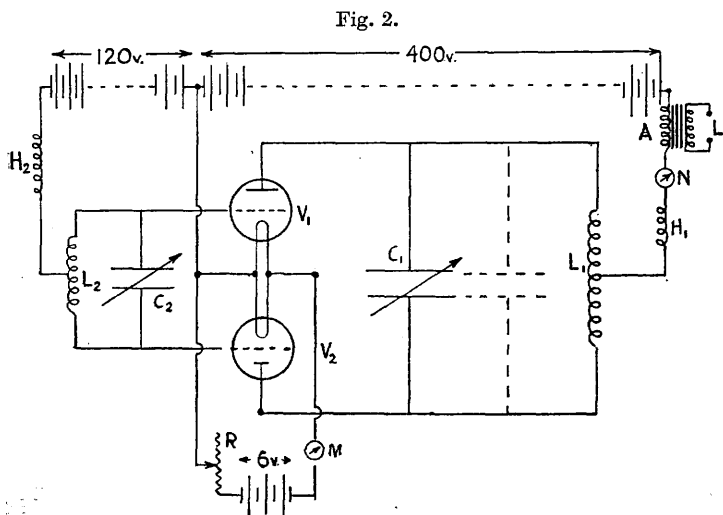 Fig. 2.
120v. 400v.
A L
H₂ N
V₁ H₁
L₂ C₂ C₁ L₁
V₂
R 6v. M